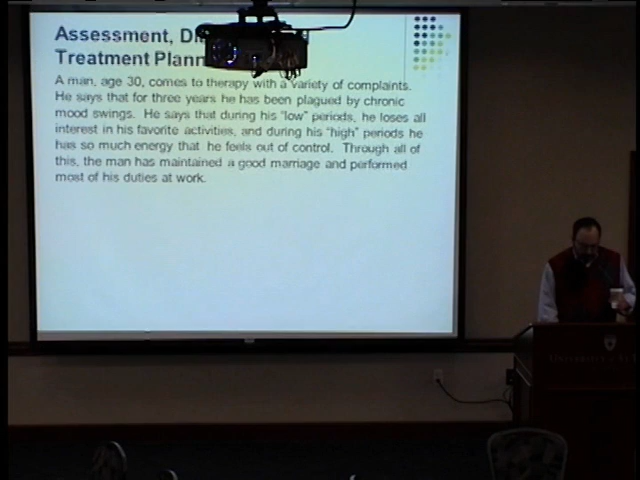 Assessment, Di
Treatment Plann
A man, age 30, comes to therapy with a variety of complaints.
He says that for three years he has been plagued by chronic
mood swings. He says that during his "low" periods, he loses all
interest in his favorite activities, and during his "high" periods he
has so much energy that he feels out of control. Through all of
this, the man has maintained a good marriage and performed
most of his duties at work.